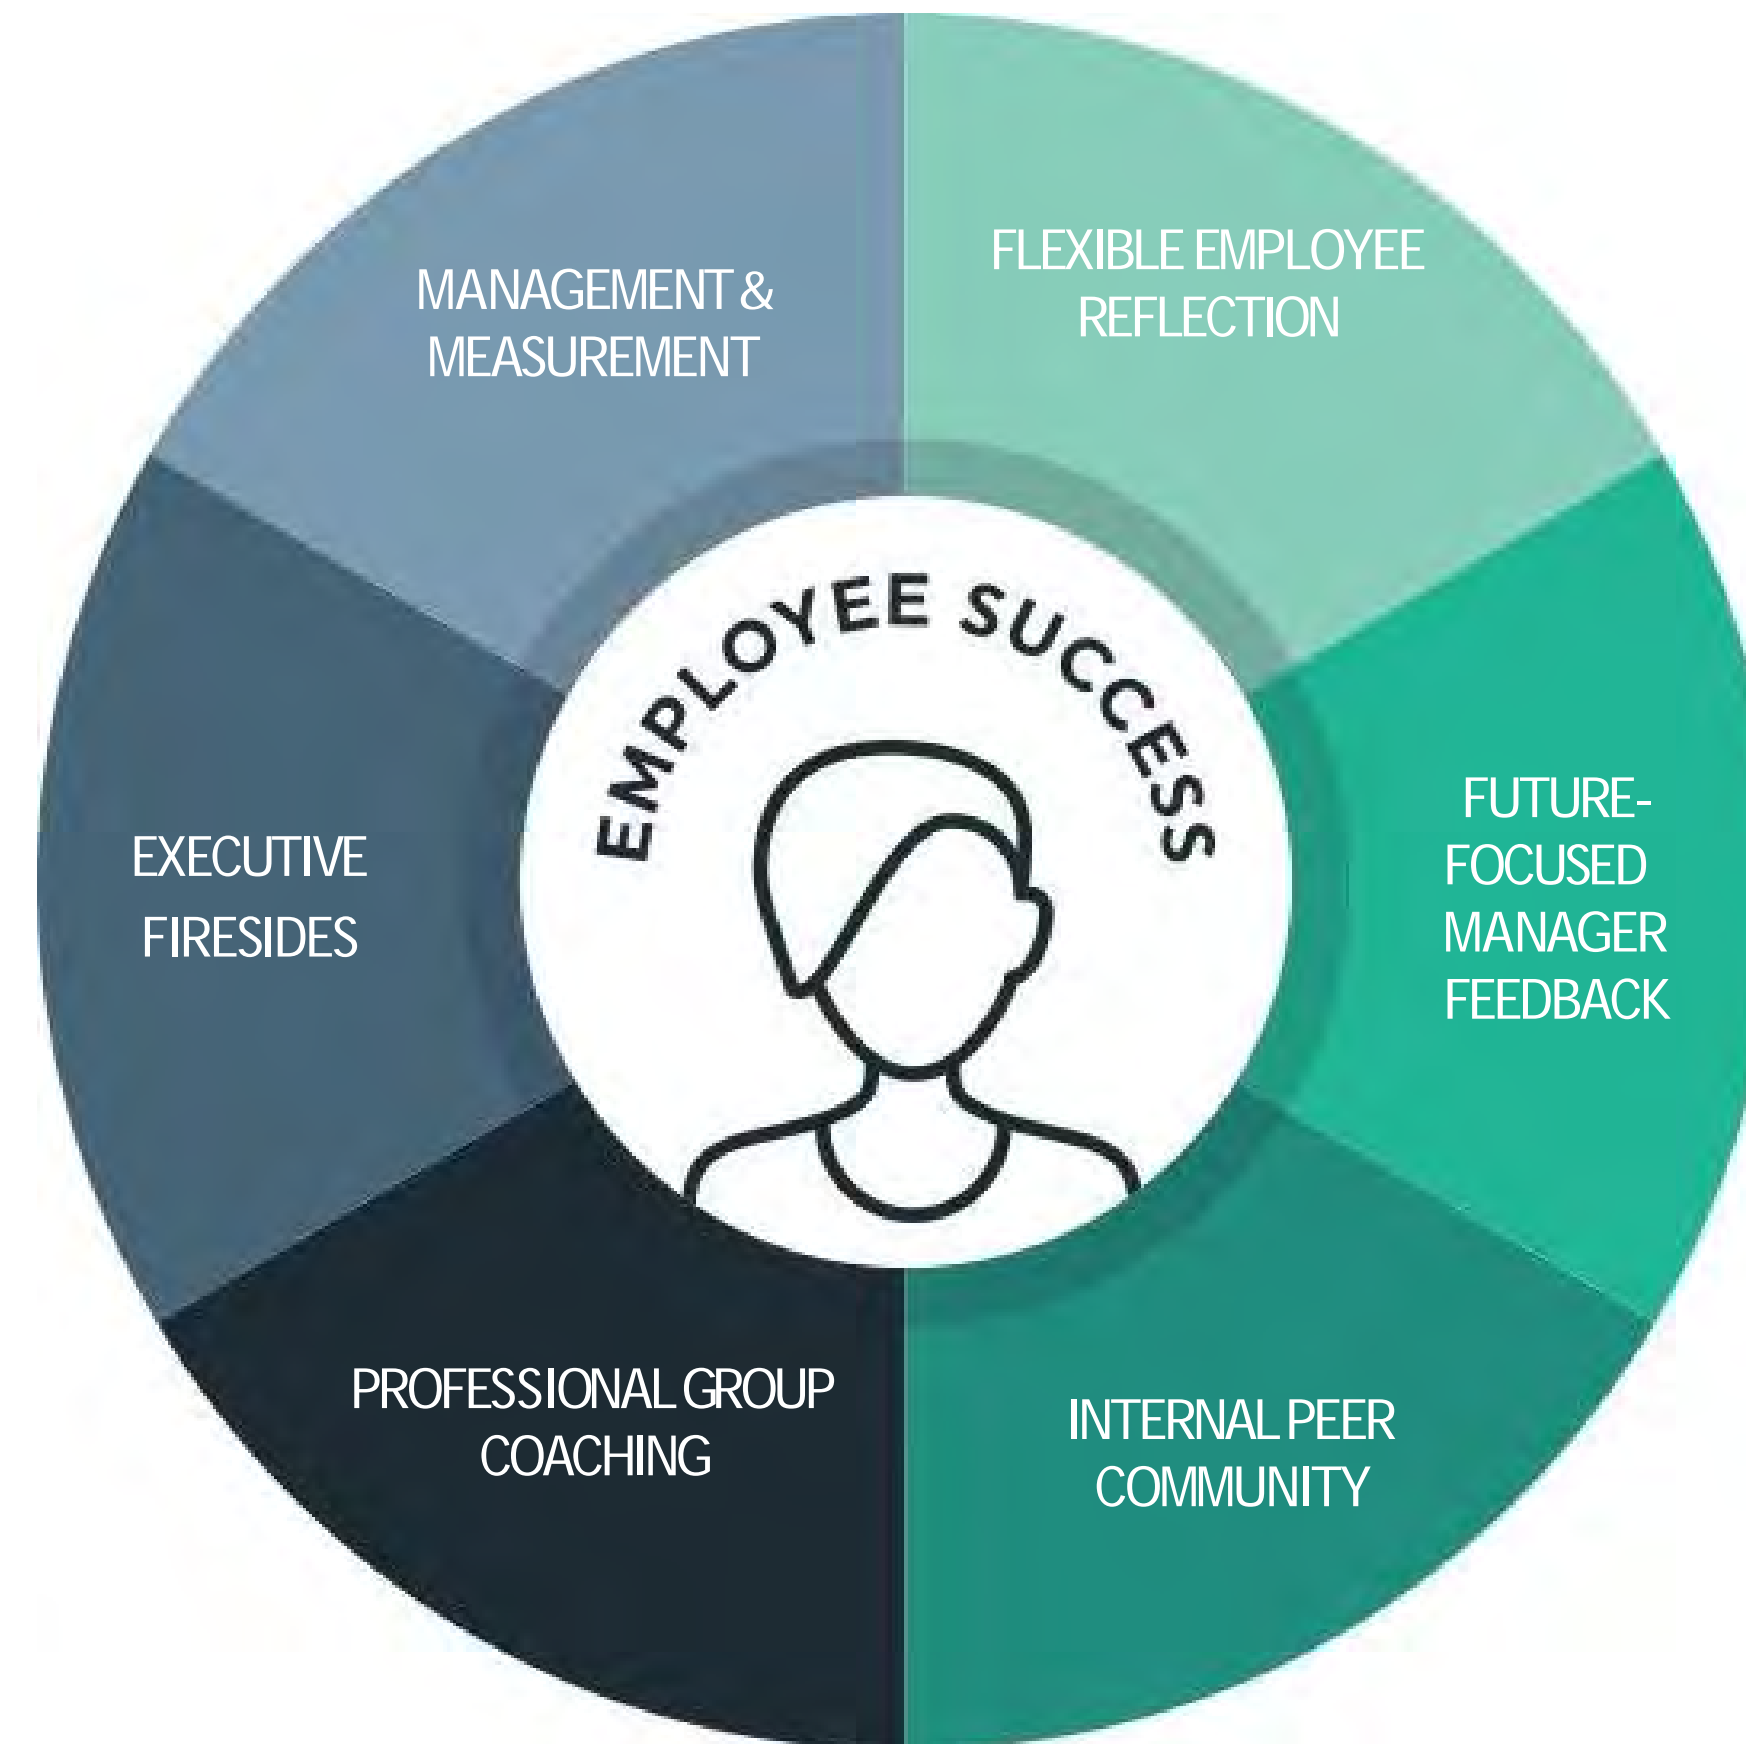 MANAGEMENT &
MEASUREMENT
FLEXIBLE EMPLOYEE
REFLECTION
EMPLOYEE SUCCESS
EXECUTIVE
FIRESIDES
FUTURE-
FOCUSED
MANAGER
FEEDBACK
PROFESSIONAL GROUP
COACHING
INTERNAL PEER
COMMUNITY